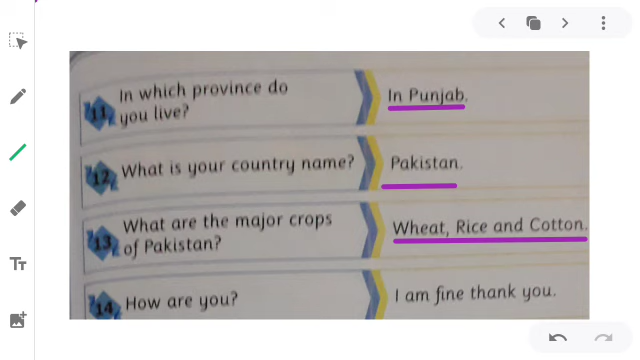 11. In which province do
you live?
In Punjab.
12. What is your country name?
Pakistan.
13. What are the major crops
of Pakistan?
Wheat, Rice and Cotton.
14. How are you?
I am fine thank you.
Tт